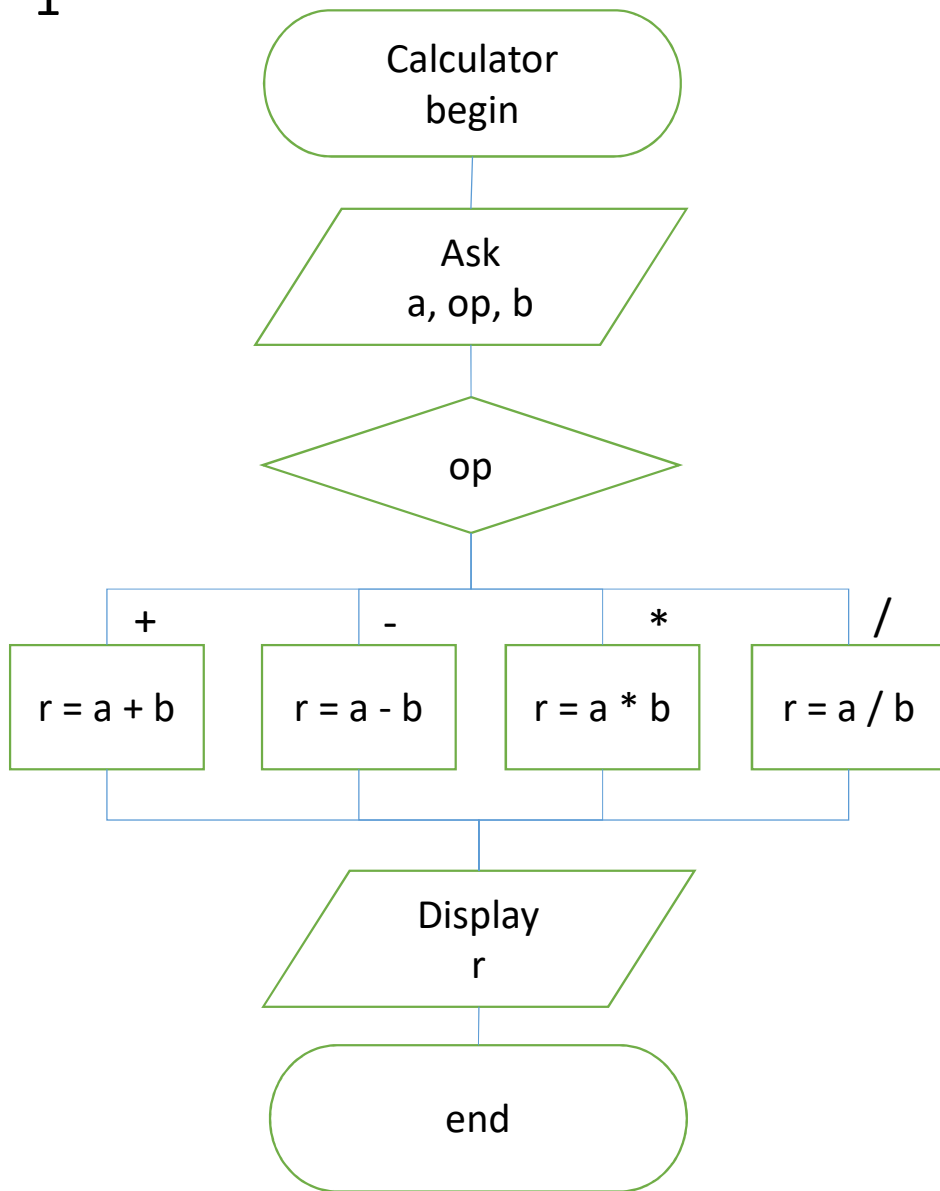 1
Calculator
begin
Ask
a, op, b
op
+
-
*
/
r = a + b
r = a - b
r = a * b
r = a / b
Display
r
end